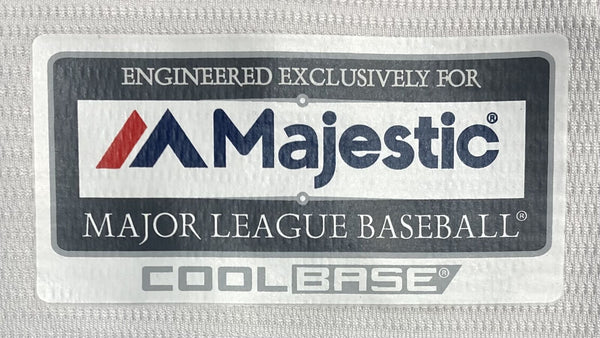 ENGINEERED EXCLUSIVELY FOR
Majestic®
MAJOR LEAGUE BASEBALL®
COOLBASE®